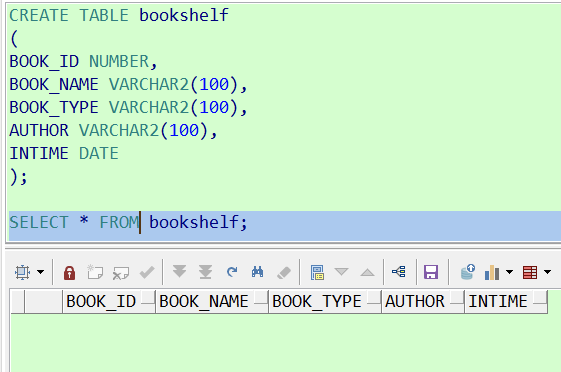 CREATE TABLE bookshelf
(
BOOK_ID NUMBER,
BOOK_NAME VARCHAR2(100),
BOOK_TYPE VARCHAR2(100),
AUTHOR VARCHAR2(100),
INTIME DATE
);
SELECT * FROM bookshelf;
BOOK_ID BOOK_NAME BOOK_TYPE AUTHOR INTIME